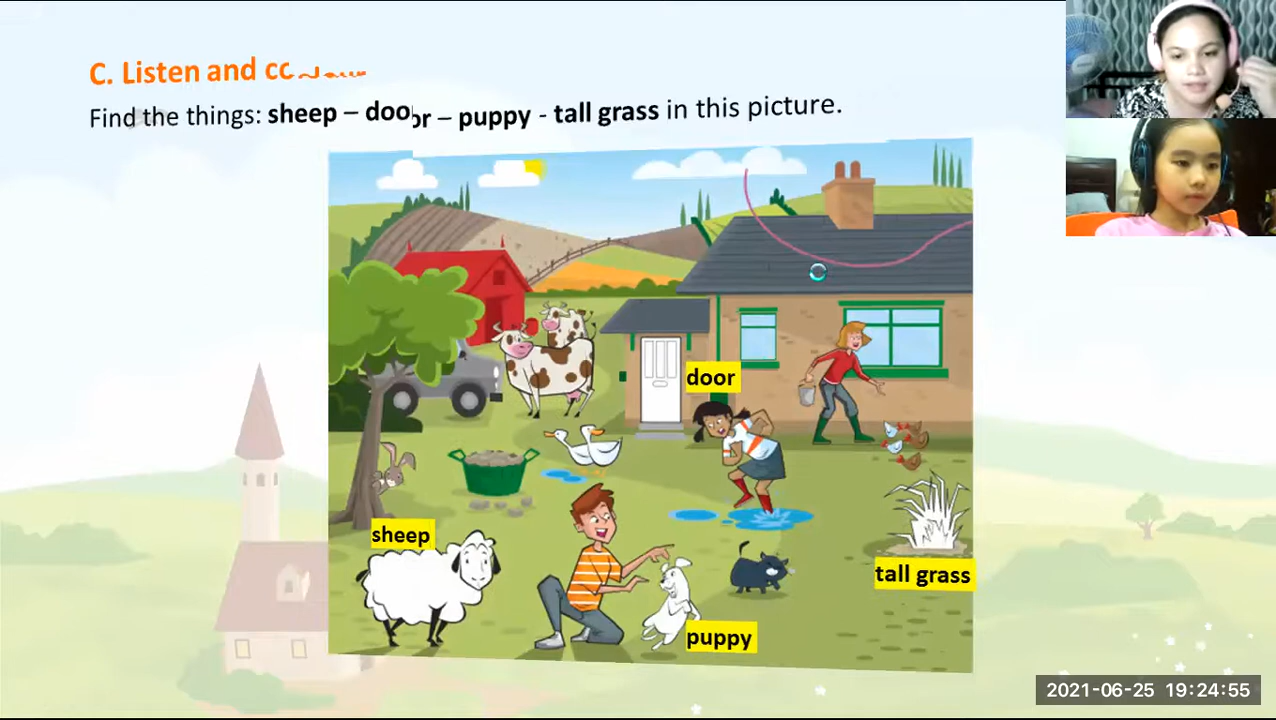 C. Listen and
Find the things: sheep – door – puppy - tall grass in this picture.
door
sheep
tall grass
puppy
2021-06-25 19:24:55